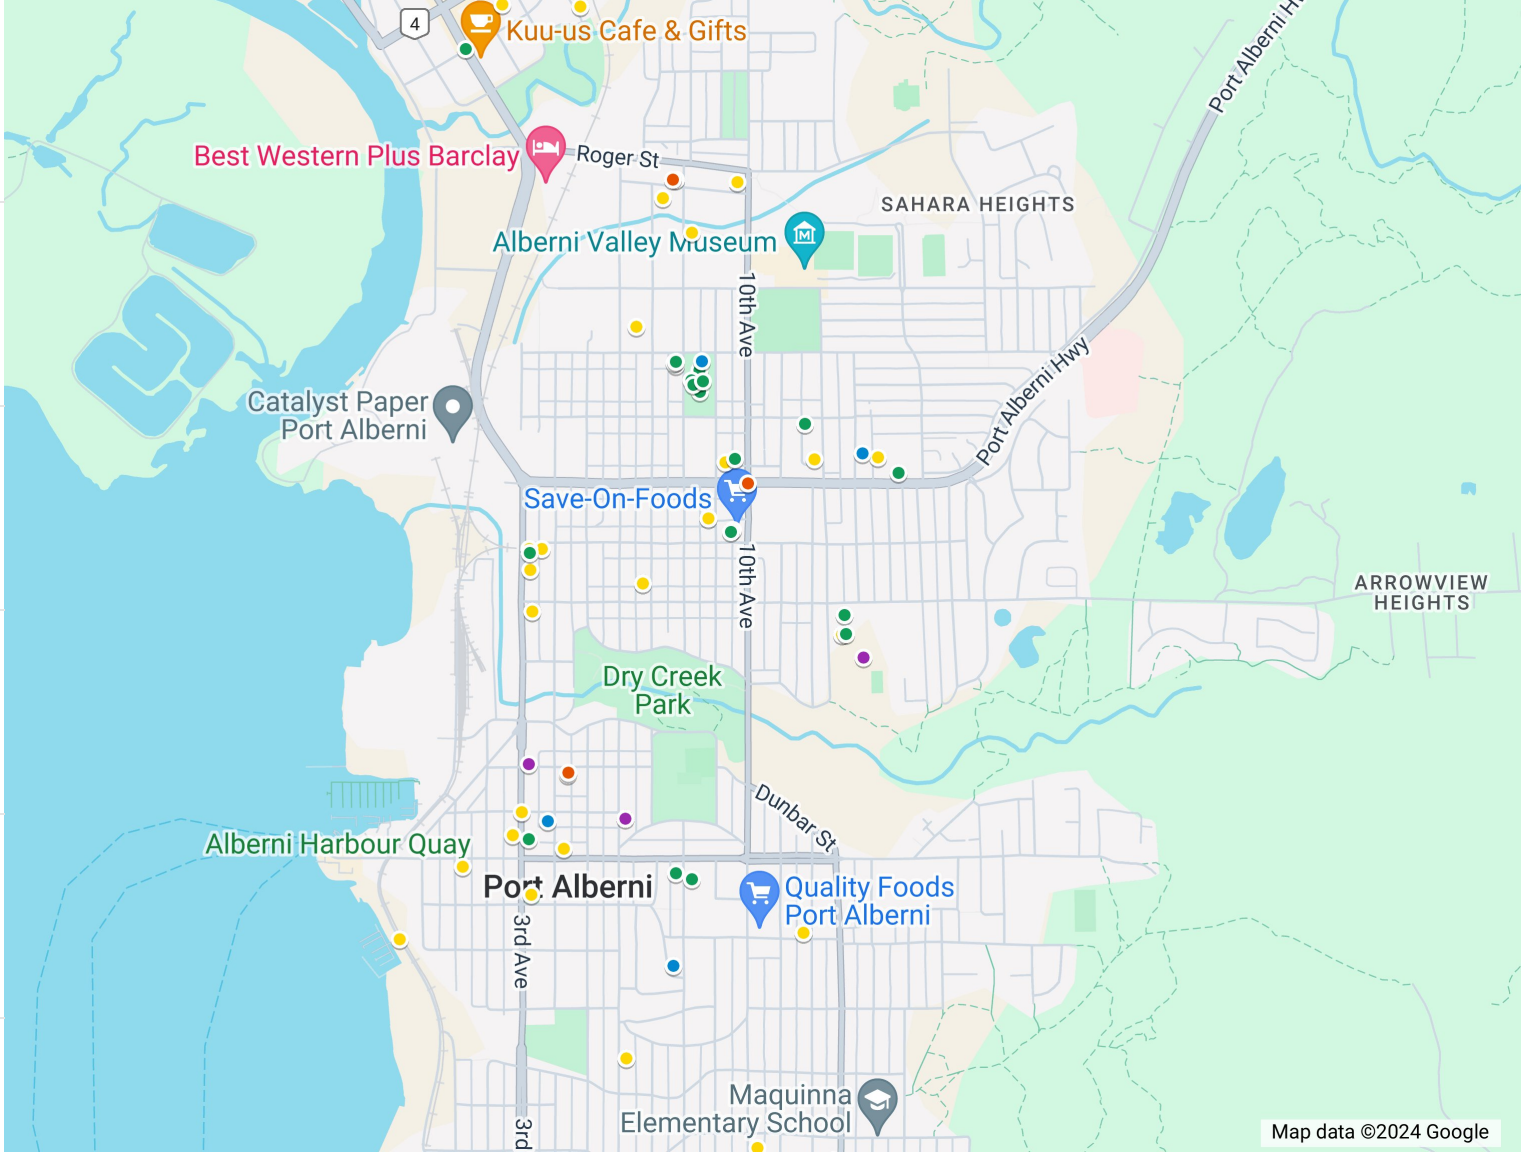 4
Kuu-us Cafe & Gifts
Port Alberni H
Best Western Plus Barclay
Roger St
SAHARA HEIGHTS
Alberni Valley Museum
M
10th Ave
Port Alberni Hwy
Catalyst Paper
Port Alberni
Save-On-Foods
10th Ave
ARROWVIEW
HEIGHTS
Dry Creek
Park
Dunbar St
Alberni Harbour Quay
Port Alberni
Quality Foods
Port Alberni
3rd Ave
Maquinna
Elementary School
3rd
Map data ©2024 Google